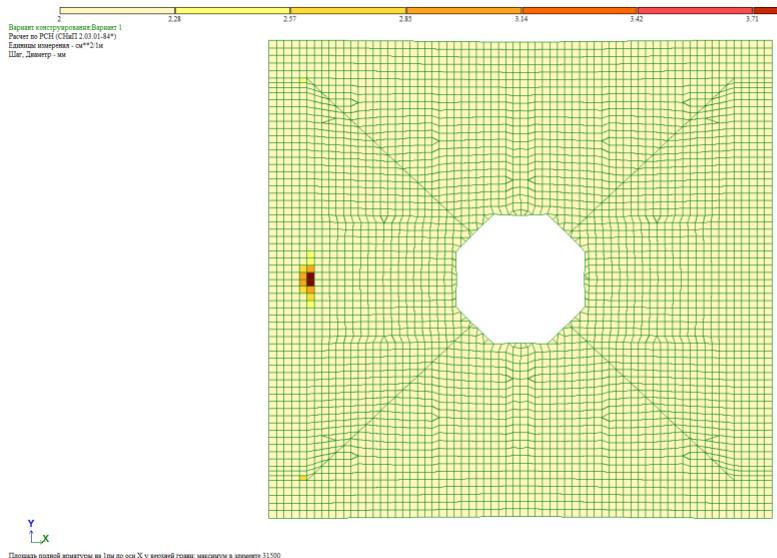 2 2.28 2.57 2.85 3.14 3.42 3.71
Вариант конструирования:Вариант 1
Расчет по РСН (СНиП 2.03.01-84*)
Единицы измерения - см**2/1м
Шаг, Диаметр - мм
Y
X
Площадь полной арматуры на 1пм по оси X у верхней грани; максимум в элементе 31500